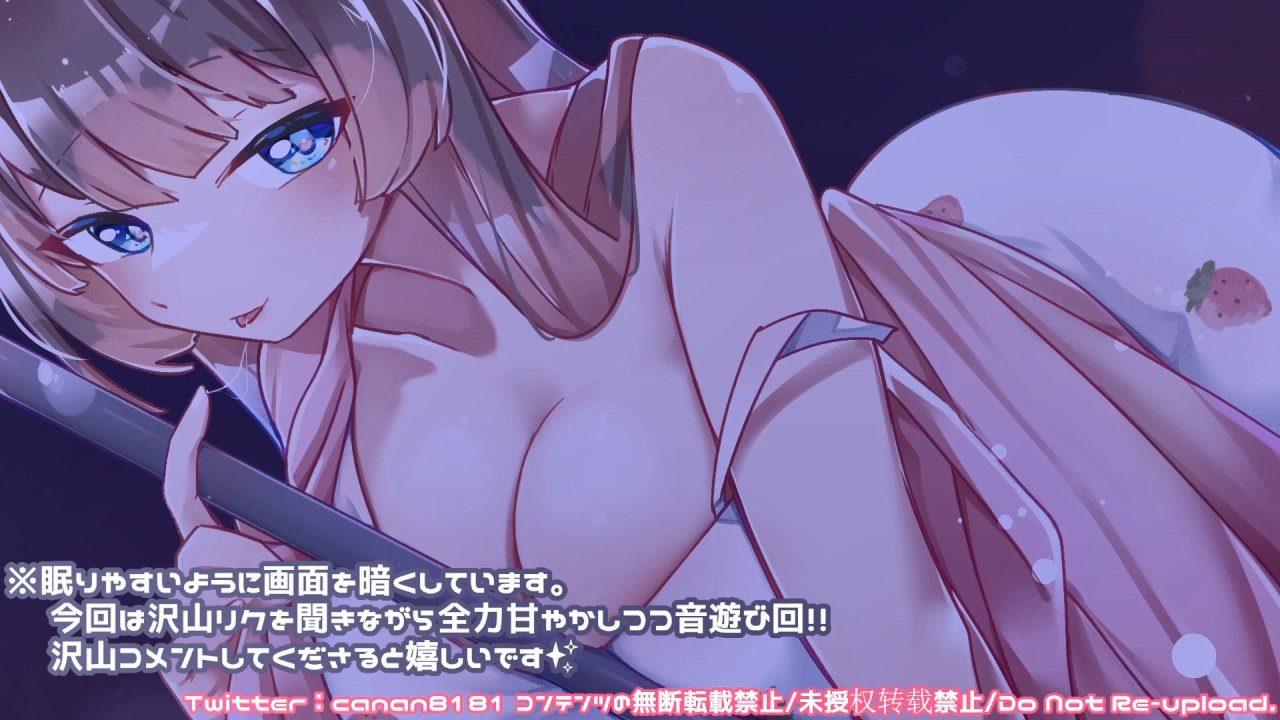 ※眠りやすいように画面を暗くしています。
今回は沢山リクを聞きながら全力甘やかしつつ音遊び回!!
沢山コメントしてくださると嬉しいです✨
Twitter：canan8181 コンテンツの無断転載禁止/未授权转载禁止/Do Not Re-upload.